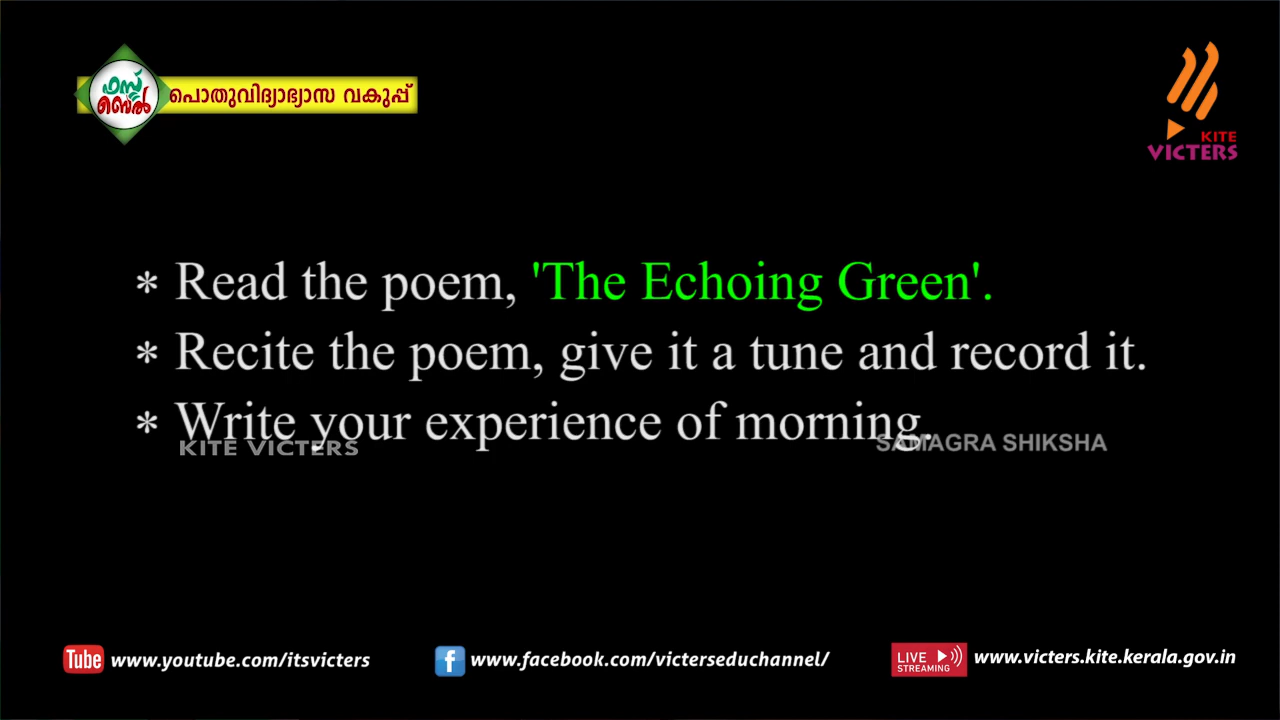 ഫസ്റ്റ്
ബെൽ
പൊതുവിദ്യാഭ്യാസ വകുപ്പ്
KITE
VICTERS
* Read the poem, 'The Echoing Green'.
* Recite the poem, give it a tune and record it.
* Write your experience of morning.
KITE VICTERS
SAMAGRA SHIKSHA
Tube www.youtube.com/itsvicters
f www.facebook.com/victerseduchannel/
LIVE
STREAMING
www.victers.kite.kerala.gov.in